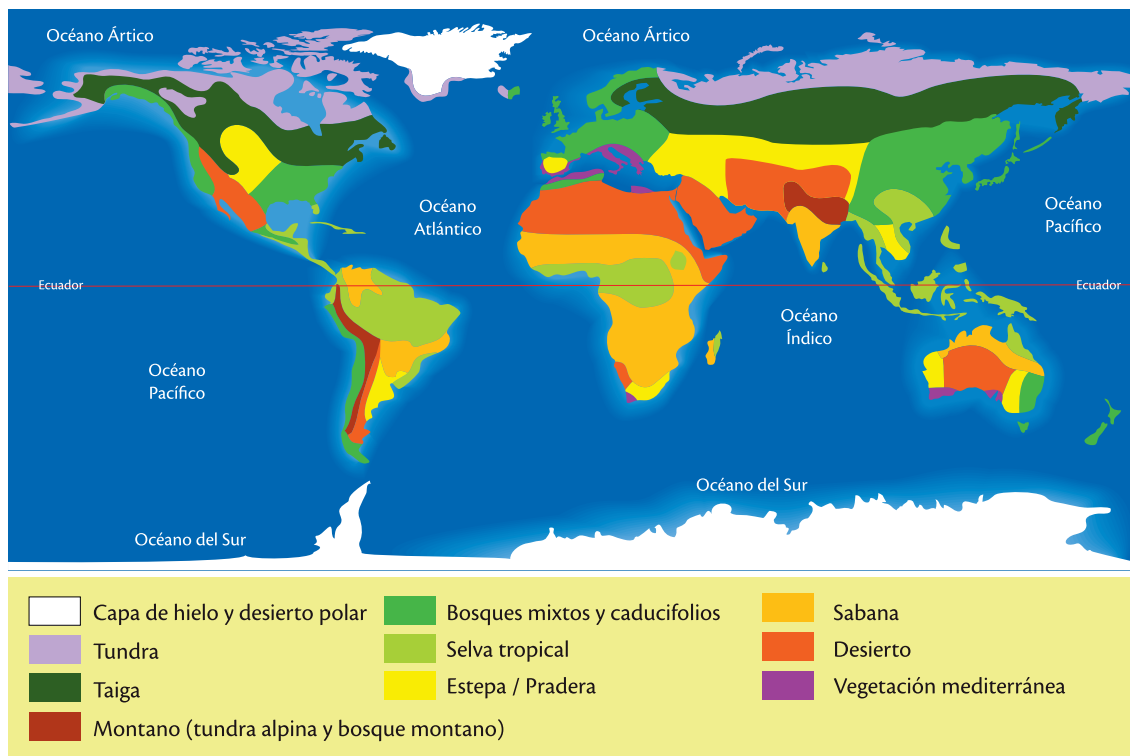 Océano Ártico
Océano Ártico
Océano
Atlántico
Océano
Pacífico
Ecuador
Ecuador
Océano
Índico
Océano
Pacífico
Océano del Sur
Océano del Sur
Capa de hielo y desierto polar
Tundra
Taiga
Montano (tundra alpina y bosque montano)
Bosques mixtos y caducifolios
Selva tropical
Estepa / Pradera
Sabana
Desierto
Vegetación mediterránea